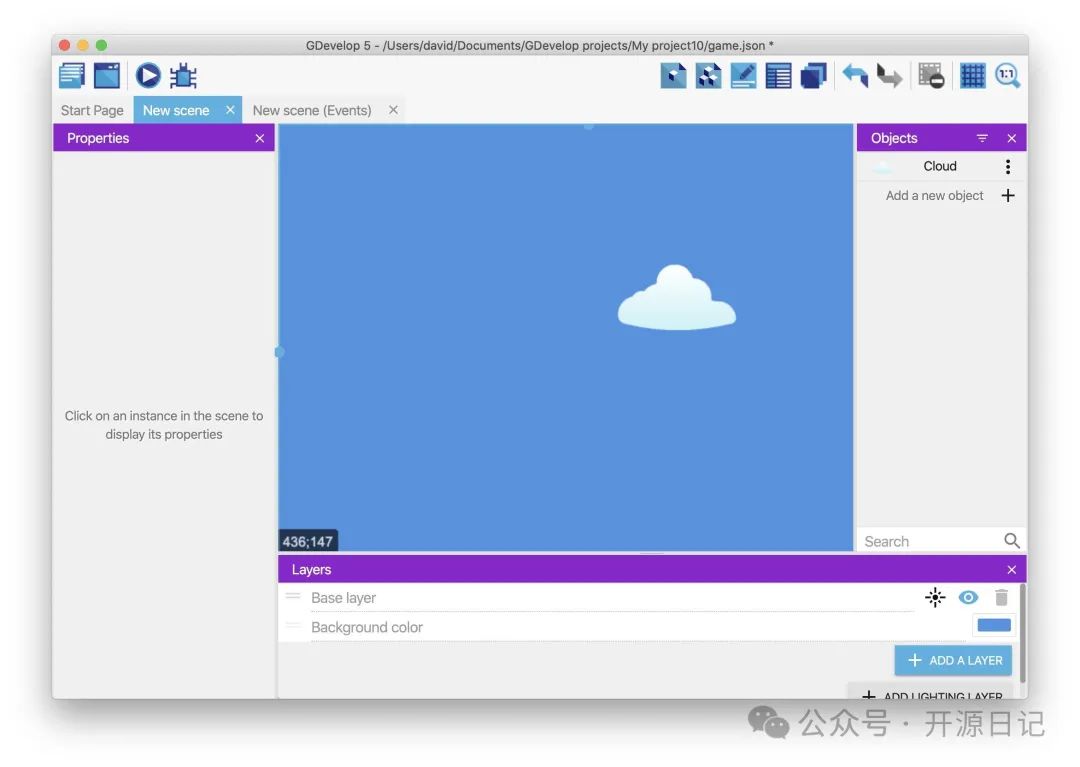 GDevelop 5 - /Users/david/Documents/GDevelop projects/My project10/game.json *
1:1
Start Page
New scene
New scene (Events)
Properties
Objects
Cloud
Add a new object
Click on an instance in the scene to
display its properties
436;147
Search
Layers
Base layer
Background color
ADD A LAYER
ADD LIGHTING LAYER
公众号 · 开源日记